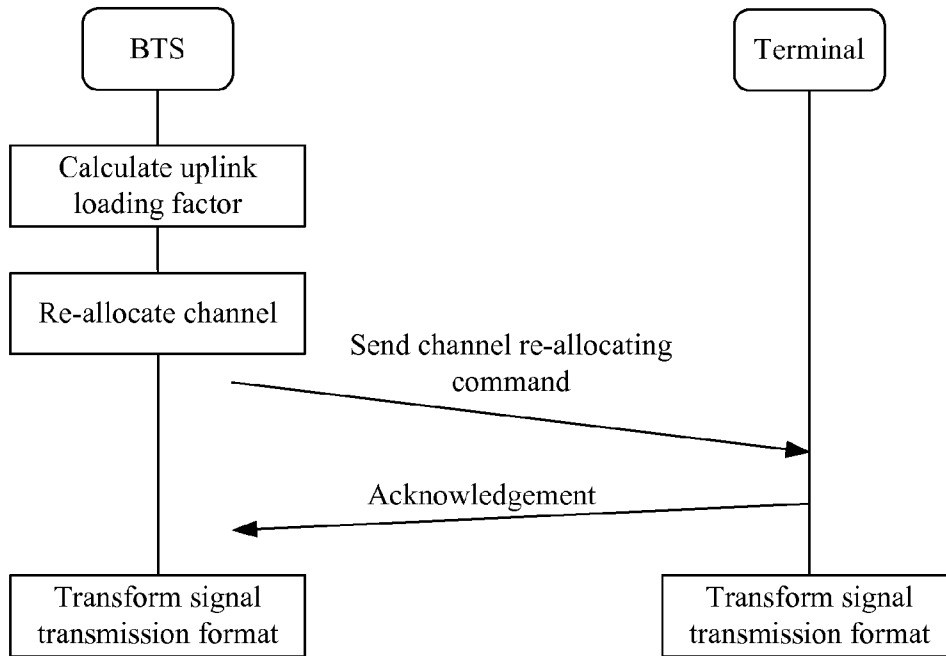 BTS
Terminal
Calculate uplink
loading factor
Re-allocate channel
Send channel re-allocating
command
Acknowledgement
Transform signal
transmission format
Transform signal
transmission format